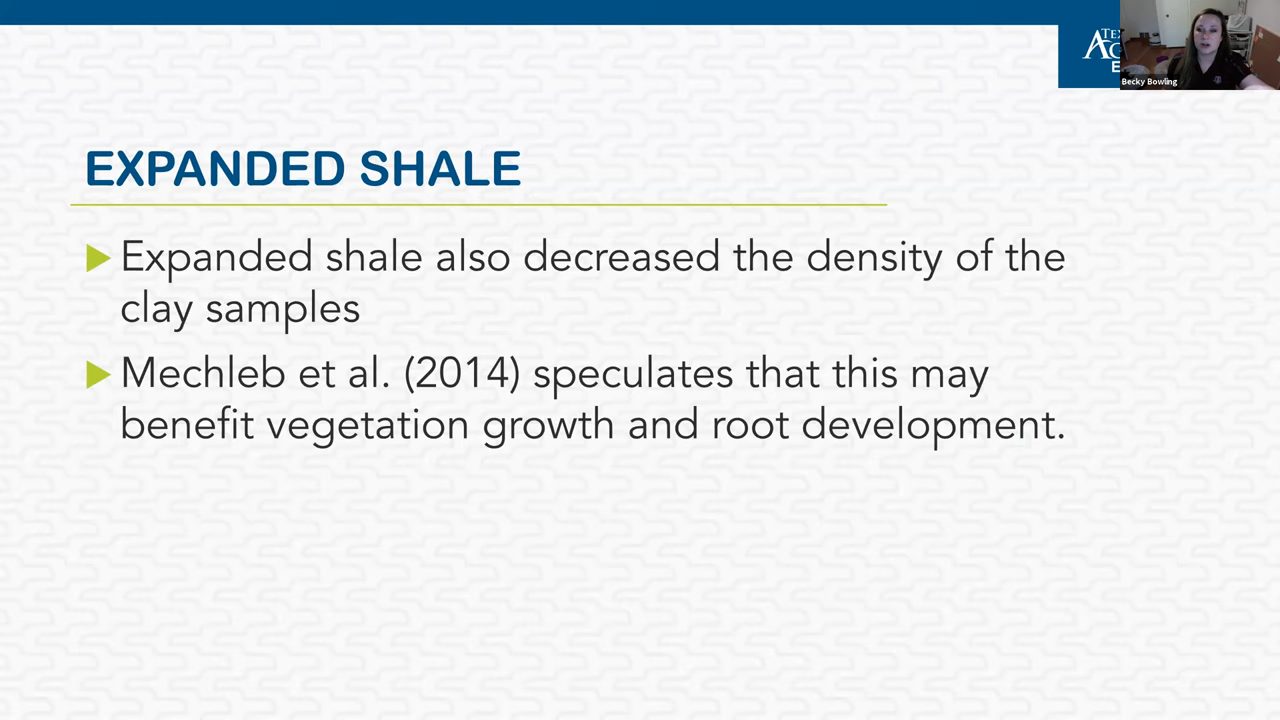 Becky Bowling
EXPANDED SHALE
Expanded shale also decreased the density of the
clay samples
Mechleb et al. (2014) speculates that this may
benefit vegetation growth and root development.